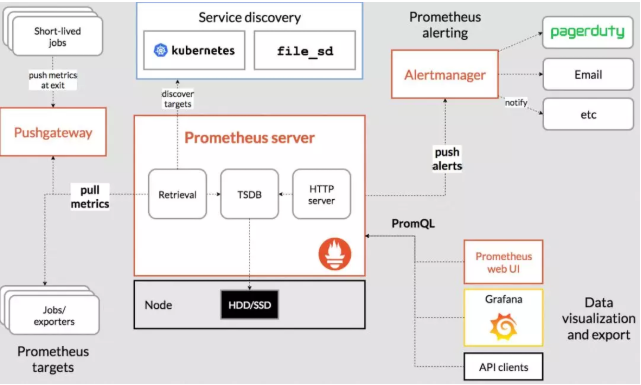 Short-lived
jobs
push metrics
at exit
Pushgateway
pull
metrics
Jobs/
exporters
Prometheus
targets
Service discovery
kubernetes
file_sd
discover
targets
Prometheus server
Retrieval
TSDB
HTTP
server
Node
HDD/SSD
Prometheus
alerting
Alertmanager
pagerduty
Email
notify
etc
push
alerts
PromQL
Prometheus
web UI
Grafana
API clients
Data
visualization
and export